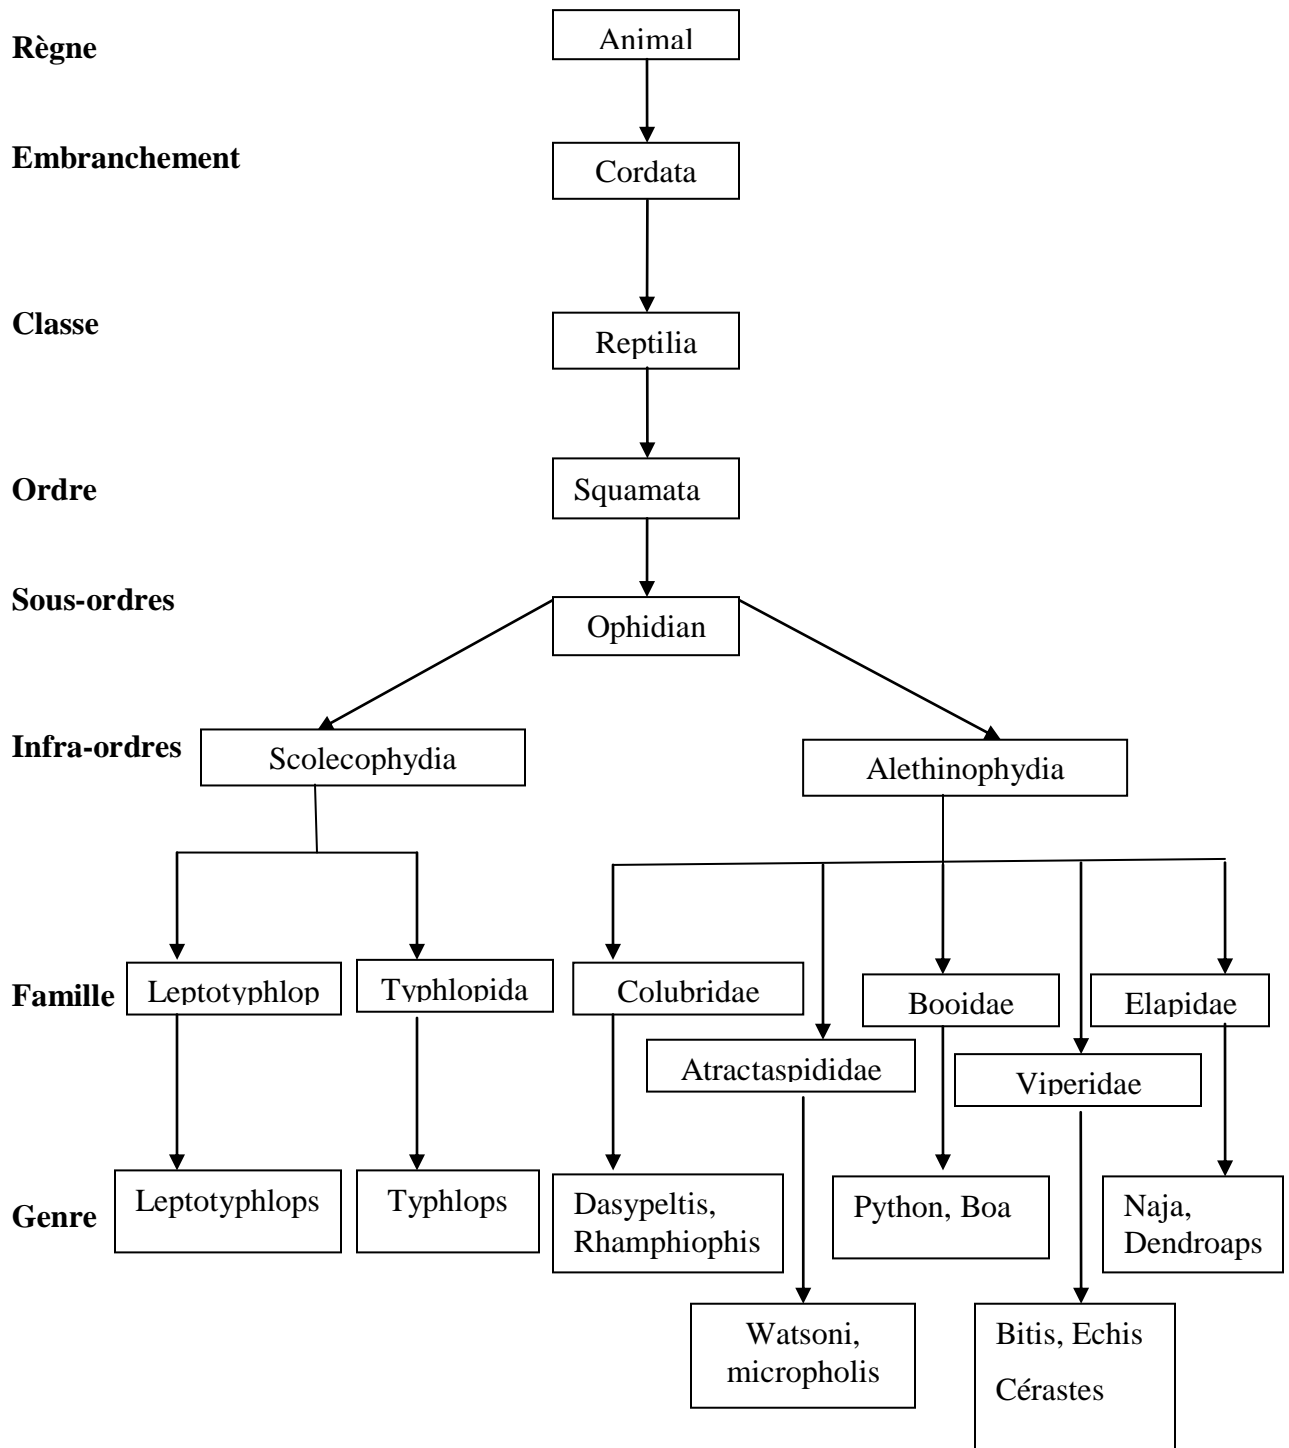 Règne
Animal
Embranchement
Cordata
Classe
Reptilia
Ordre
Squamata
Sous-ordres
Ophidian
Infra-ordres
Scolecophydia
Alethinophydia
Famille
Leptotyphlop
Typhlopida
Colubridae
Booidae
Elapidae
Atractaspididae
Viperidae
Genre
Leptotyphlops
Typhlops
Dasypeltis,
Rhamphiophis
Python, Boa
Naja,
Dendroaps
Watsoni,
micropholis
Bitis, Echis
Cérastes